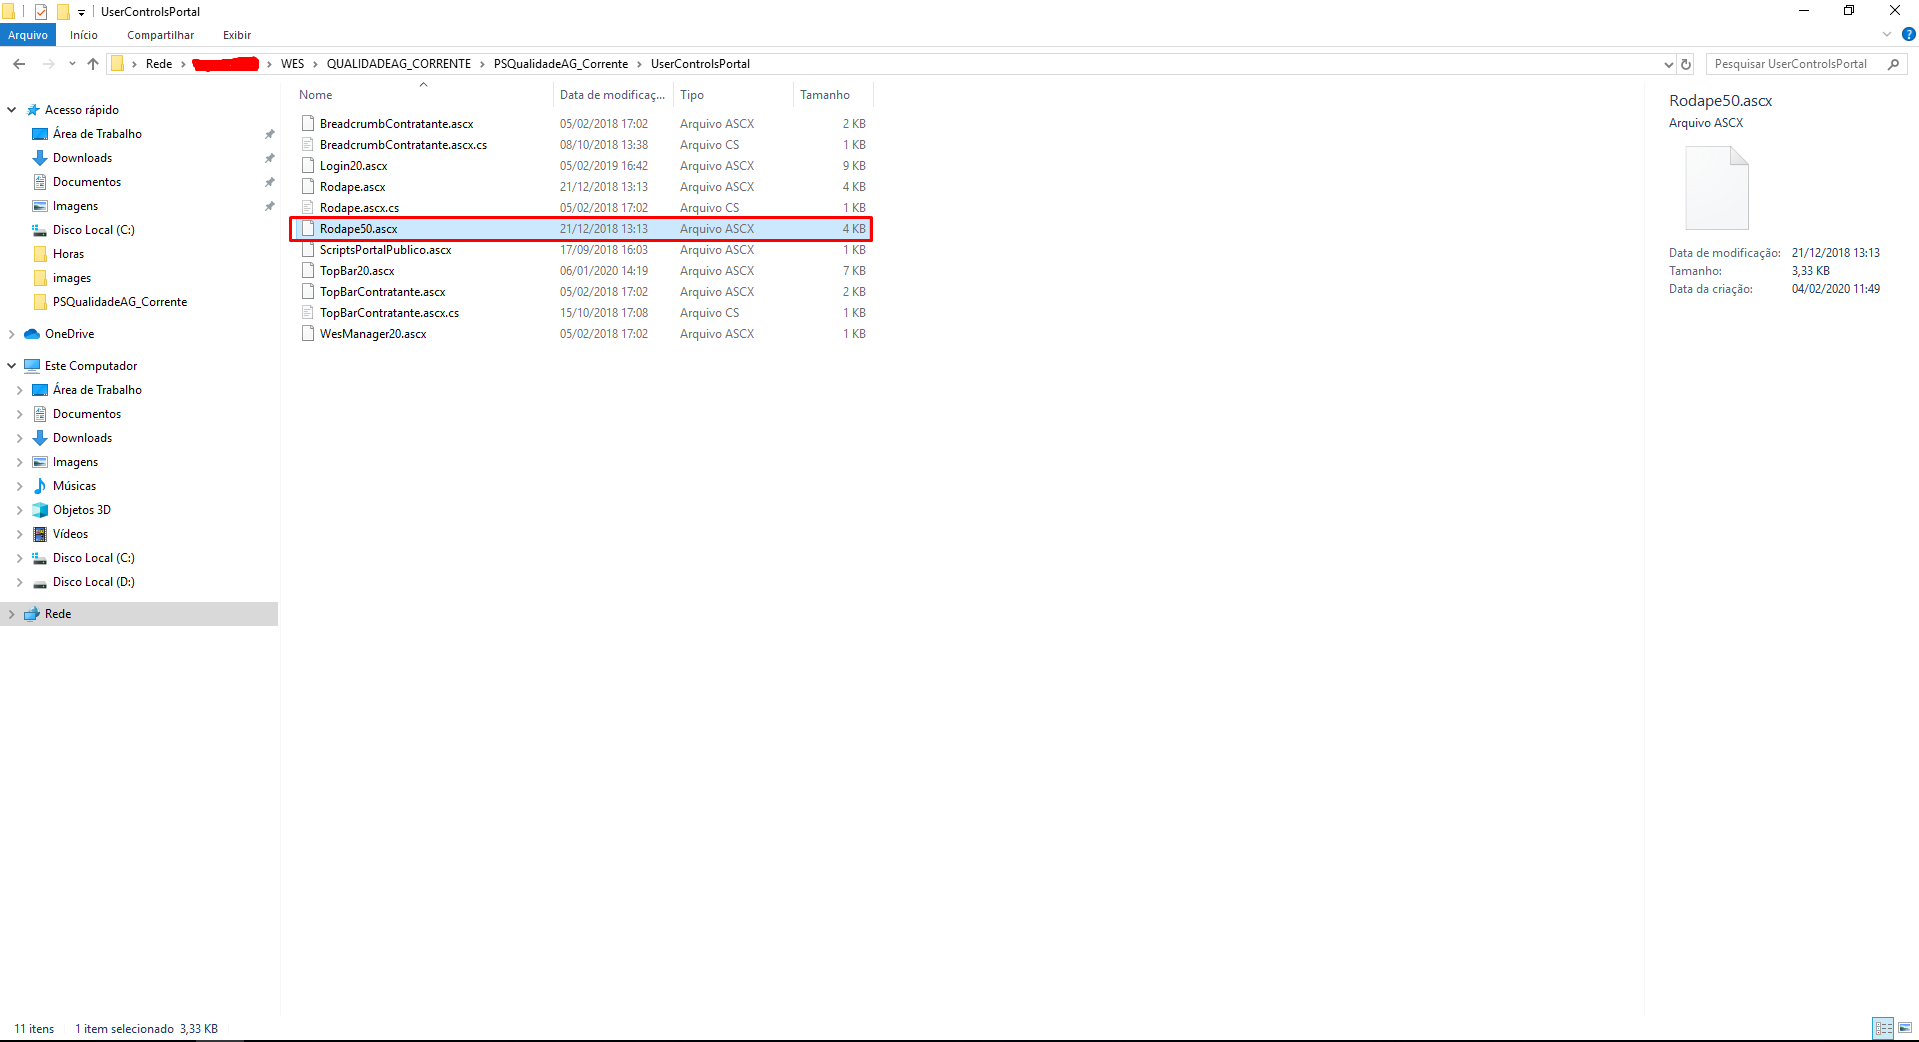 UserControlsPortal
Arquivo Início Compartilhar Exibir ?
Rede WES QUALIDADEAG_CORRENTE PSQualidadeAG_Corrente UserControlsPortal Pesquisar UserControlsPortal
Acesso rápido
Área de Trabalho
Downloads
Documentos
Imagens
Disco Local (C:)
Horas
images
PSQualidadeAG_Corrente
OneDrive
Este Computador
Área de Trabalho
Documentos
Downloads
Imagens
Músicas
Objetos 3D
Vídeos
Disco Local (C:)
Disco Local (D:)
Rede
Nome Data de modificaç... Tipo Tamanho
BreadcrumbContratante.ascx 05/02/2018 17:02 Arquivo ASCX 2 KB
BreadcrumbContratante.ascx.cs 08/10/2018 13:38 Arquivo CS 1 KB
Login20.ascx 05/02/2019 16:42 Arquivo ASCX 9 KB
Rodape.ascx 21/12/2018 13:13 Arquivo ASCX 4 KB
Rodape.ascx.cs 05/02/2018 17:02 Arquivo CS 1 KB
Rodape50.ascx 21/12/2018 13:13 Arquivo ASCX 4 KB
ScriptsPortalPublico.ascx 17/09/2018 16:03 Arquivo ASCX 1 KB
TopBar20.ascx 06/01/2020 14:19 Arquivo ASCX 7 KB
TopBarContratante.ascx 05/02/2018 17:02 Arquivo ASCX 2 KB
TopBarContratante.ascx.cs 15/10/2018 17:08 Arquivo CS 1 KB
WesManager20.ascx 05/02/2018 17:02 Arquivo ASCX 1 KB
Rodape50.ascx
Arquivo ASCX
Data de modificação: 21/12/2018 13:13
Tamanho: 3,33 KB
Data da criação: 04/02/2020 11:49
11 itens 1 item selecionado 3,33 KB